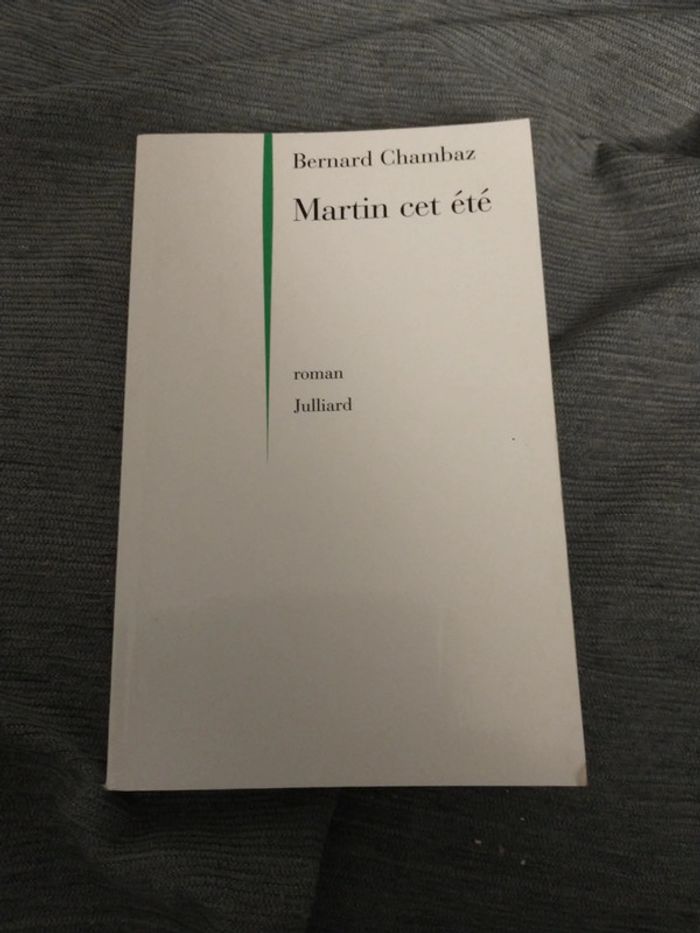 Bernard Chambaz
Martin cet été
roman
Julliard